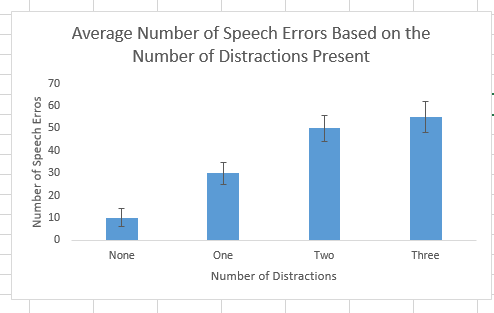 Average Number of Speech Errors Based on the
Number of Distractions Present
Number of Speech Erros
70
60
50
40
30
20
10
0
None One Two Three
Number of Distractions